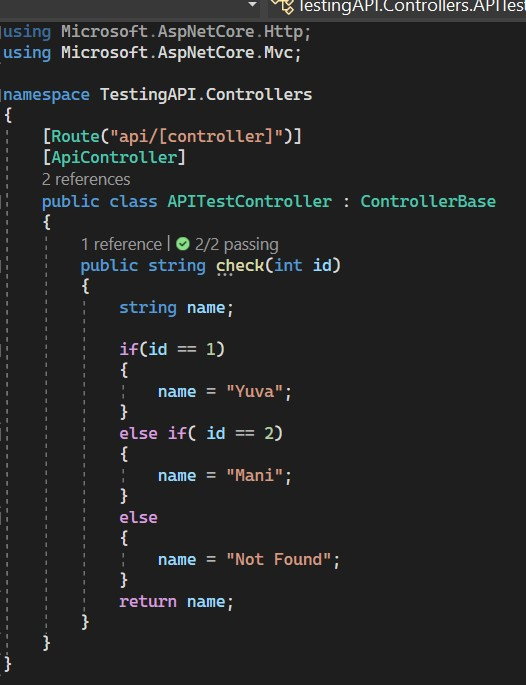 TestingAPI.Controllers.APITest
using Microsoft.AspNetCore.Http;
using Microsoft.AspNetCore.Mvc;
namespace TestingAPI.Controllers
{
[Route("api/[controller]")]
[ApiController]
2 references
public class APITestController : ControllerBase
{
1 reference | 2/2 passing
public string check(int id)
{
string name;
if(id == 1)
{
name = "Yuva";
}
else if( id == 2)
{
name = "Mani";
}
else
{
name = "Not Found";
}
return name;
}
}
}